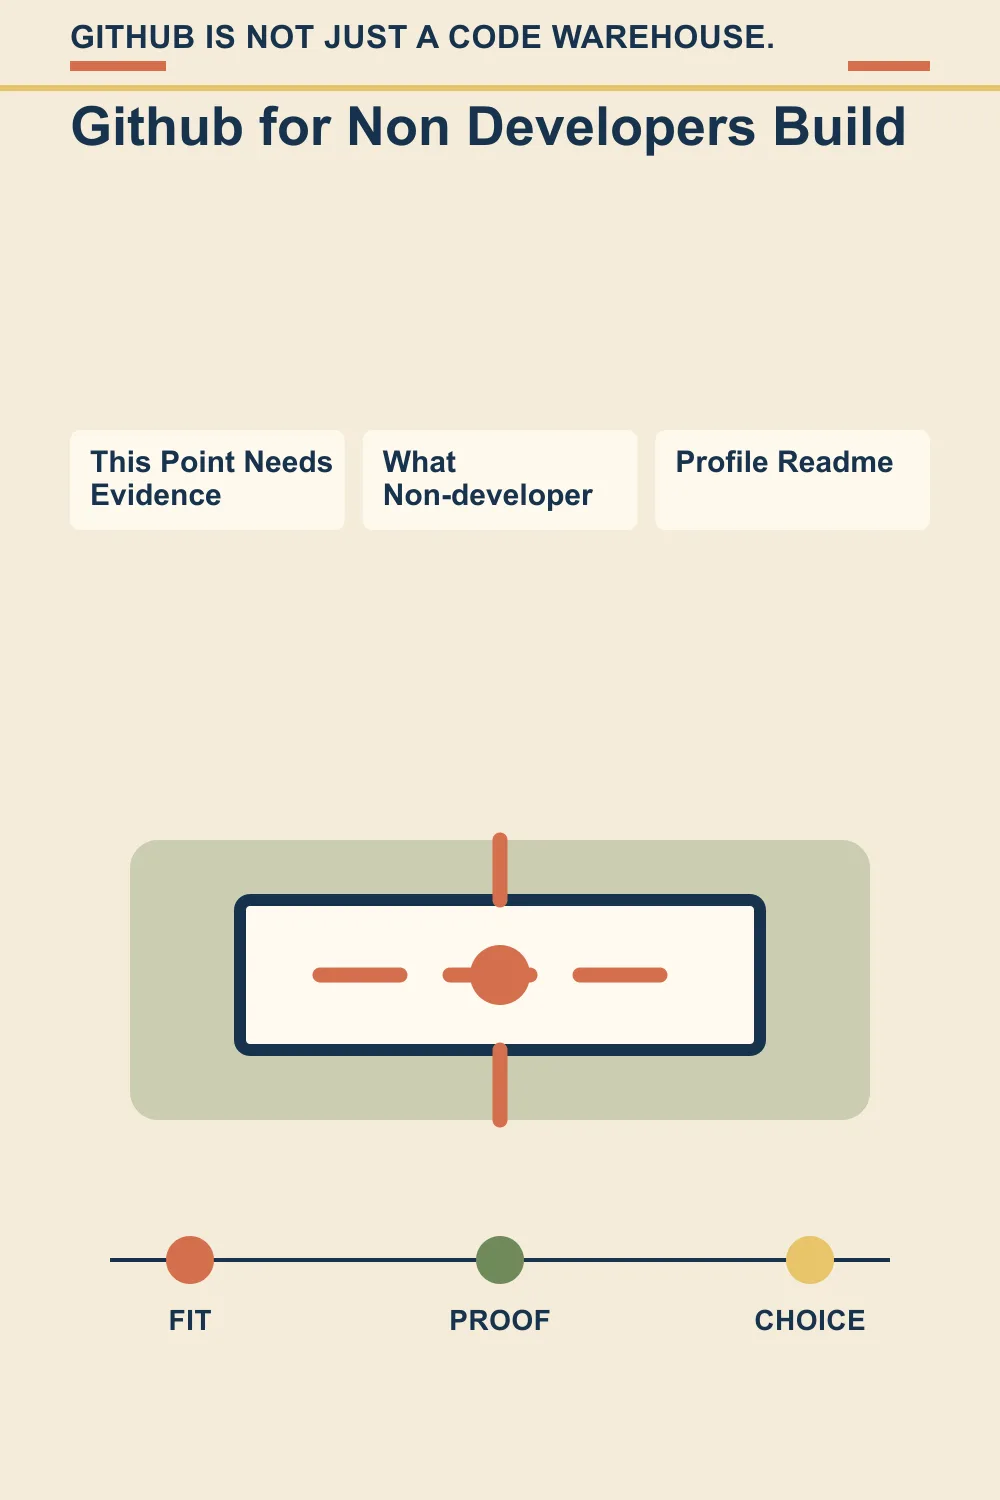 GITHUB IS NOT JUST A CODE WAREHOUSE.
Github for Non Developers Build
This Point Needs
Evidence
What
Non-developer
Profile Readme
FIT
PROOF
CHOICE